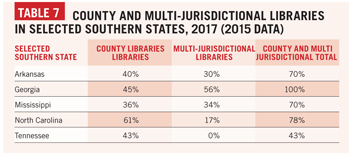 TABLE 7 COUNTY AND MULTI-JURISDICTIONAL LIBRARIES
IN SELECTED SOUTHERN STATES, 2017 (2015 DATA)
SELECTED COUNTY LIBRARIES MULTI-JURISDICTIONAL COUNTY AND MULTI
SOUTHERN STATE LIBRARIES LIBRARIES JURISDICTIONAL TOTAL
Arkansas 40% 30% 70%
Georgia 45% 56% 100%
Mississippi 36% 34% 70%
North Carolina 61% 17% 78%
Tennessee 43% 0% 43%